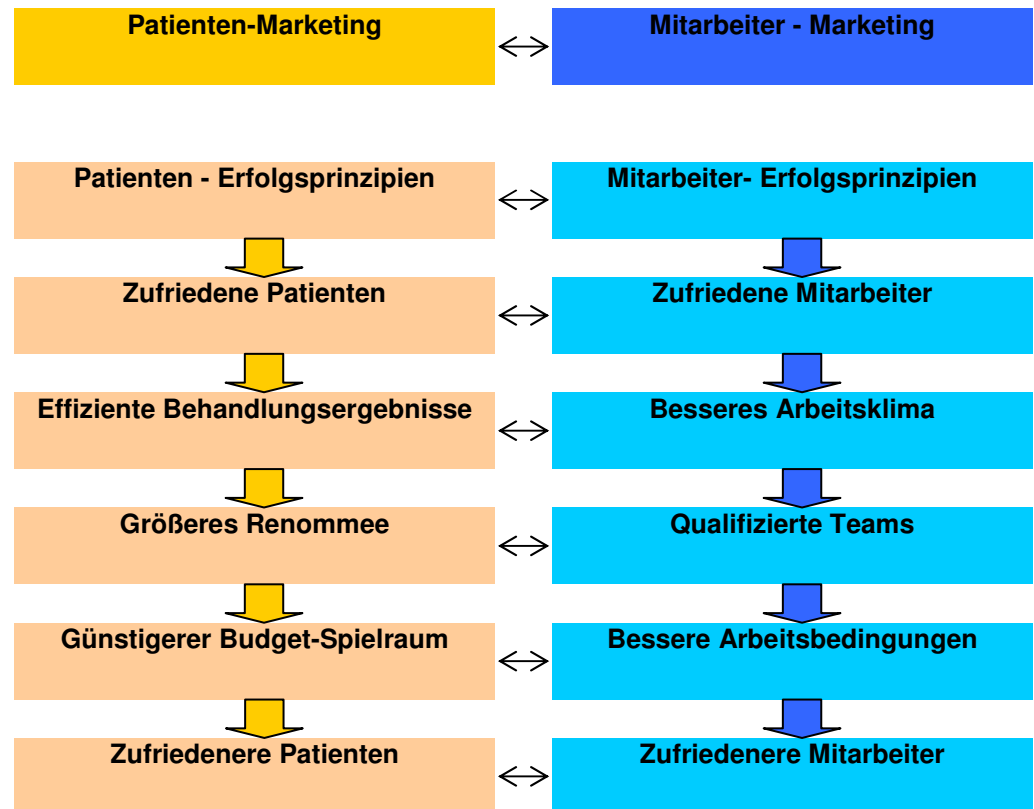 Patienten-Marketing
Mitarbeiter - Marketing
Patienten - Erfolgsprinzipien
Mitarbeiter- Erfolgsprinzipien
Zufriedene Patienten
Zufriedene Mitarbeiter
Effiziente Behandlungsergebnisse
Besseres Arbeitsklima
Größeres Renommee
Qualifizierte Teams
Günstigerer Budget-Spielraum
Bessere Arbeitsbedingungen
Zufriedenere Patienten
Zufriedenere Mitarbeiter